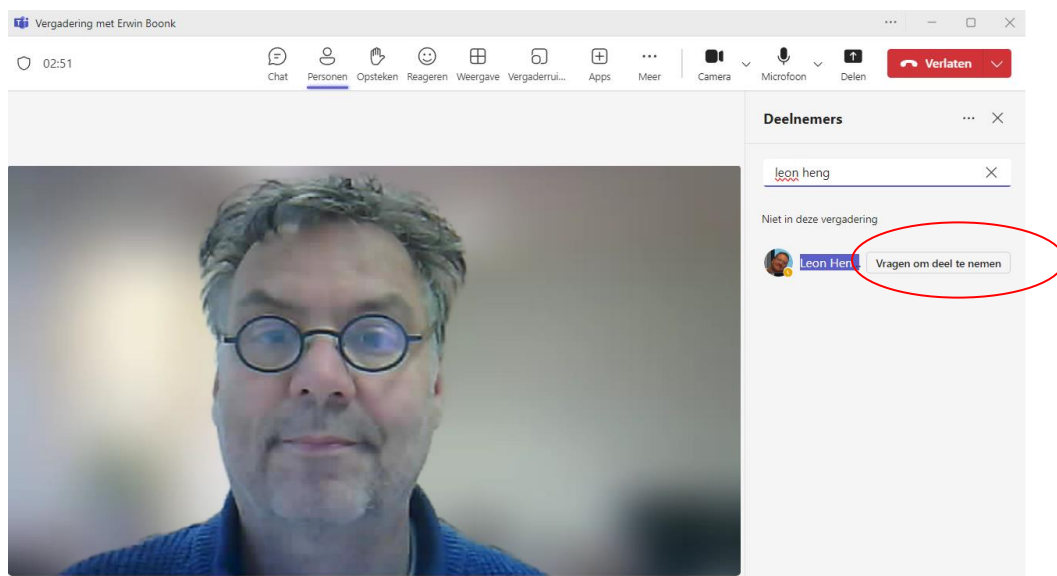 Vergadering met Erwin Boonk
02:51
Chat Personen Opsteken Reageren Weergave Vergaderrui... Apps Meer Camera Microfoon Delen Verlaten
Deelnemers
leon heng
Niet in deze vergadering
Leon Hen... Vragen om deel te nemen